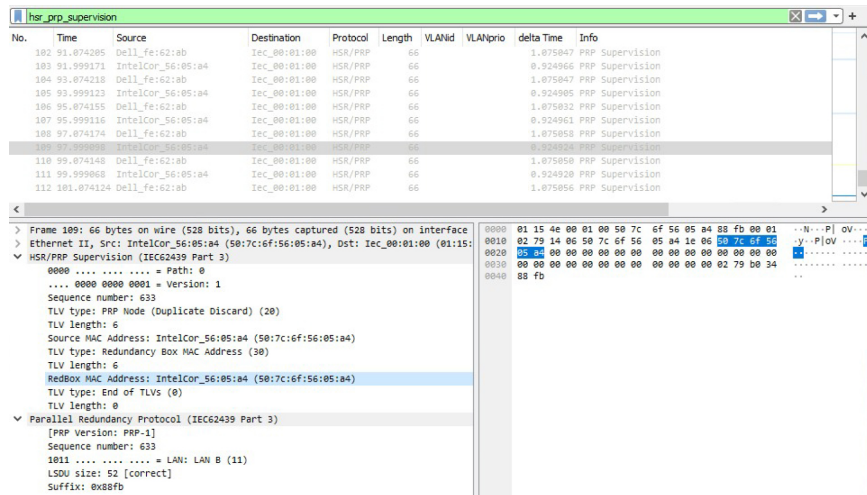 hsr_prp_supervision
No. Time Source Destination Protocol Length VLANid VLANprio delta Time Info
102 91.074205 Dell_fe:62:ab Iec_00:01:00 HSR/PRP 66 1.075047 PRP Supervision
103 91.999171 IntelCor_56:05:a4 Iec_00:01:00 HSR/PRP 66 0.924966 PRP Supervision
104 93.074218 Dell_fe:62:ab Iec_00:01:00 HSR/PRP 66 1.075047 PRP Supervision
105 93.999123 IntelCor_56:05:a4 Iec_00:01:00 HSR/PRP 66 0.924905 PRP Supervision
106 95.074155 Dell_fe:62:ab Iec_00:01:00 HSR/PRP 66 1.075032 PRP Supervision
107 95.999116 IntelCor_56:05:a4 Iec_00:01:00 HSR/PRP 66 0.924961 PRP Supervision
108 97.074174 Dell_fe:62:ab Iec_00:01:00 HSR/PRP 66 1.075058 PRP Supervision
109 97.999098 IntelCor_56:05:a4 Iec_00:01:00 HSR/PRP 66 0.924924 PRP Supervision
110 99.074148 Dell_fe:62:ab Iec_00:01:00 HSR/PRP 66 1.075050 PRP Supervision
111 99.999068 IntelCor_56:05:a4 Iec_00:01:00 HSR/PRP 66 0.924920 PRP Supervision
112 101.074124 Dell_fe:62:ab Iec_00:01:00 HSR/PRP 66 1.075056 PRP Supervision
Frame 109: 66 bytes on wire (528 bits), 66 bytes captured (528 bits) on interface
Ethernet II, Src: IntelCor_56:05:a4 (50:7c:6f:56:05:a4), Dst: Iec_00:01:00 (01:15:
HSR/PRP Supervision (IEC62439 Part 3)
0000 .... .... .... = Path: 0
.... 0000 0000 0001 = Version: 1
Sequence number: 633
TLV type: PRP Node (Duplicate Discard) (20)
TLV length: 6
Source MAC Address: IntelCor_56:05:a4 (50:7c:6f:56:05:a4)
TLV type: Redundancy Box MAC Address (30)
TLV length: 6
RedBox MAC Address: IntelCor_56:05:a4 (50:7c:6f:56:05:a4)
TLV type: End of TLVs (0)
TLV length: 0
Parallel Redundancy Protocol (IEC62439 Part 3)
[PRP Version: PRP-1]
Sequence number: 633
1011 .... .... .... = LAN: LAN B (11)
LSDU size: 52 [correct]
Suffix: 0x88fb
0000 01 15 4e 00 01 00 50 7c 6f 56 05 a4 88 fb 00 01 ··N···P| oV····
0010 02 79 14 06 50 7c 6f 56 05 a4 1e 06 50 7c 6f 56 ·y··P|oV ····P
0020 05 a4 00 00 00 00 00 00 00 00 00 00 00 00 00 00 ········ ·····
0030 00 00 00 00 00 00 00 00 00 00 00 00 02 79 b0 34 ········ ·····
0040 88 fb ··